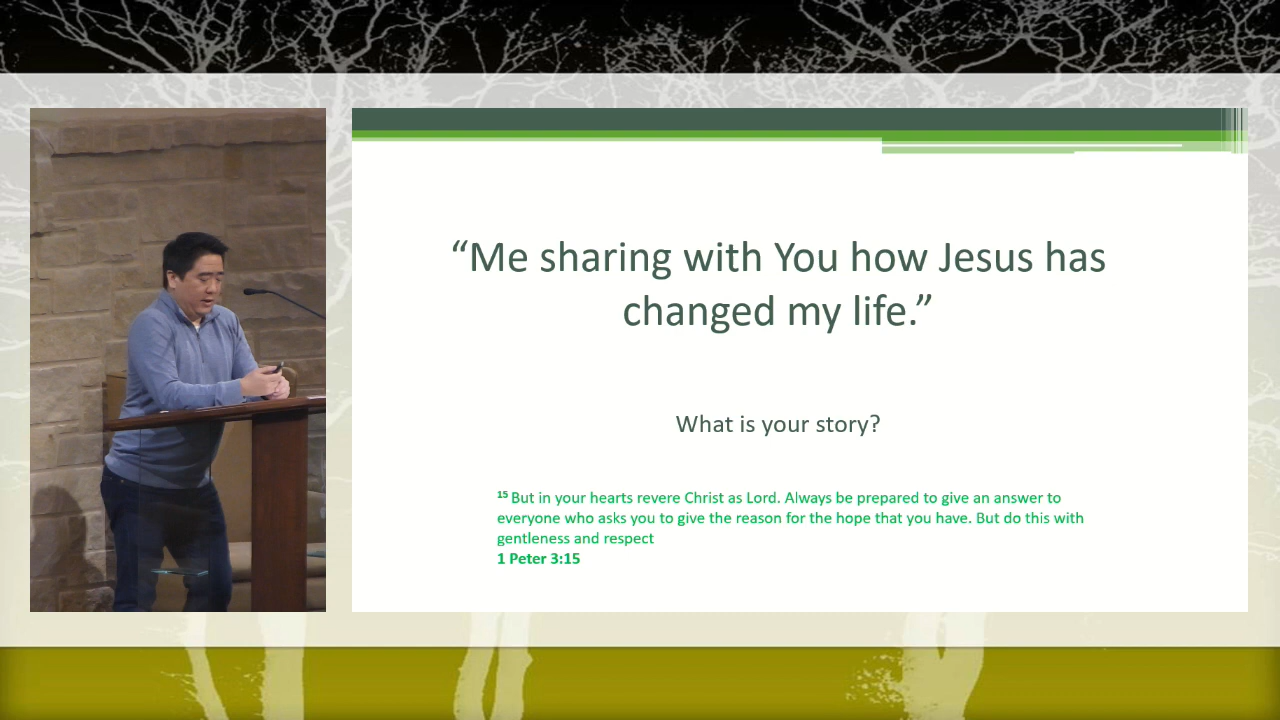 “Me sharing with You how Jesus has
changed my life.”
What is your story?
15 But in your hearts revere Christ as Lord. Always be prepared to give an answer to
everyone who asks you to give the reason for the hope that you have. But do this with
gentleness and respect
1 Peter 3:15